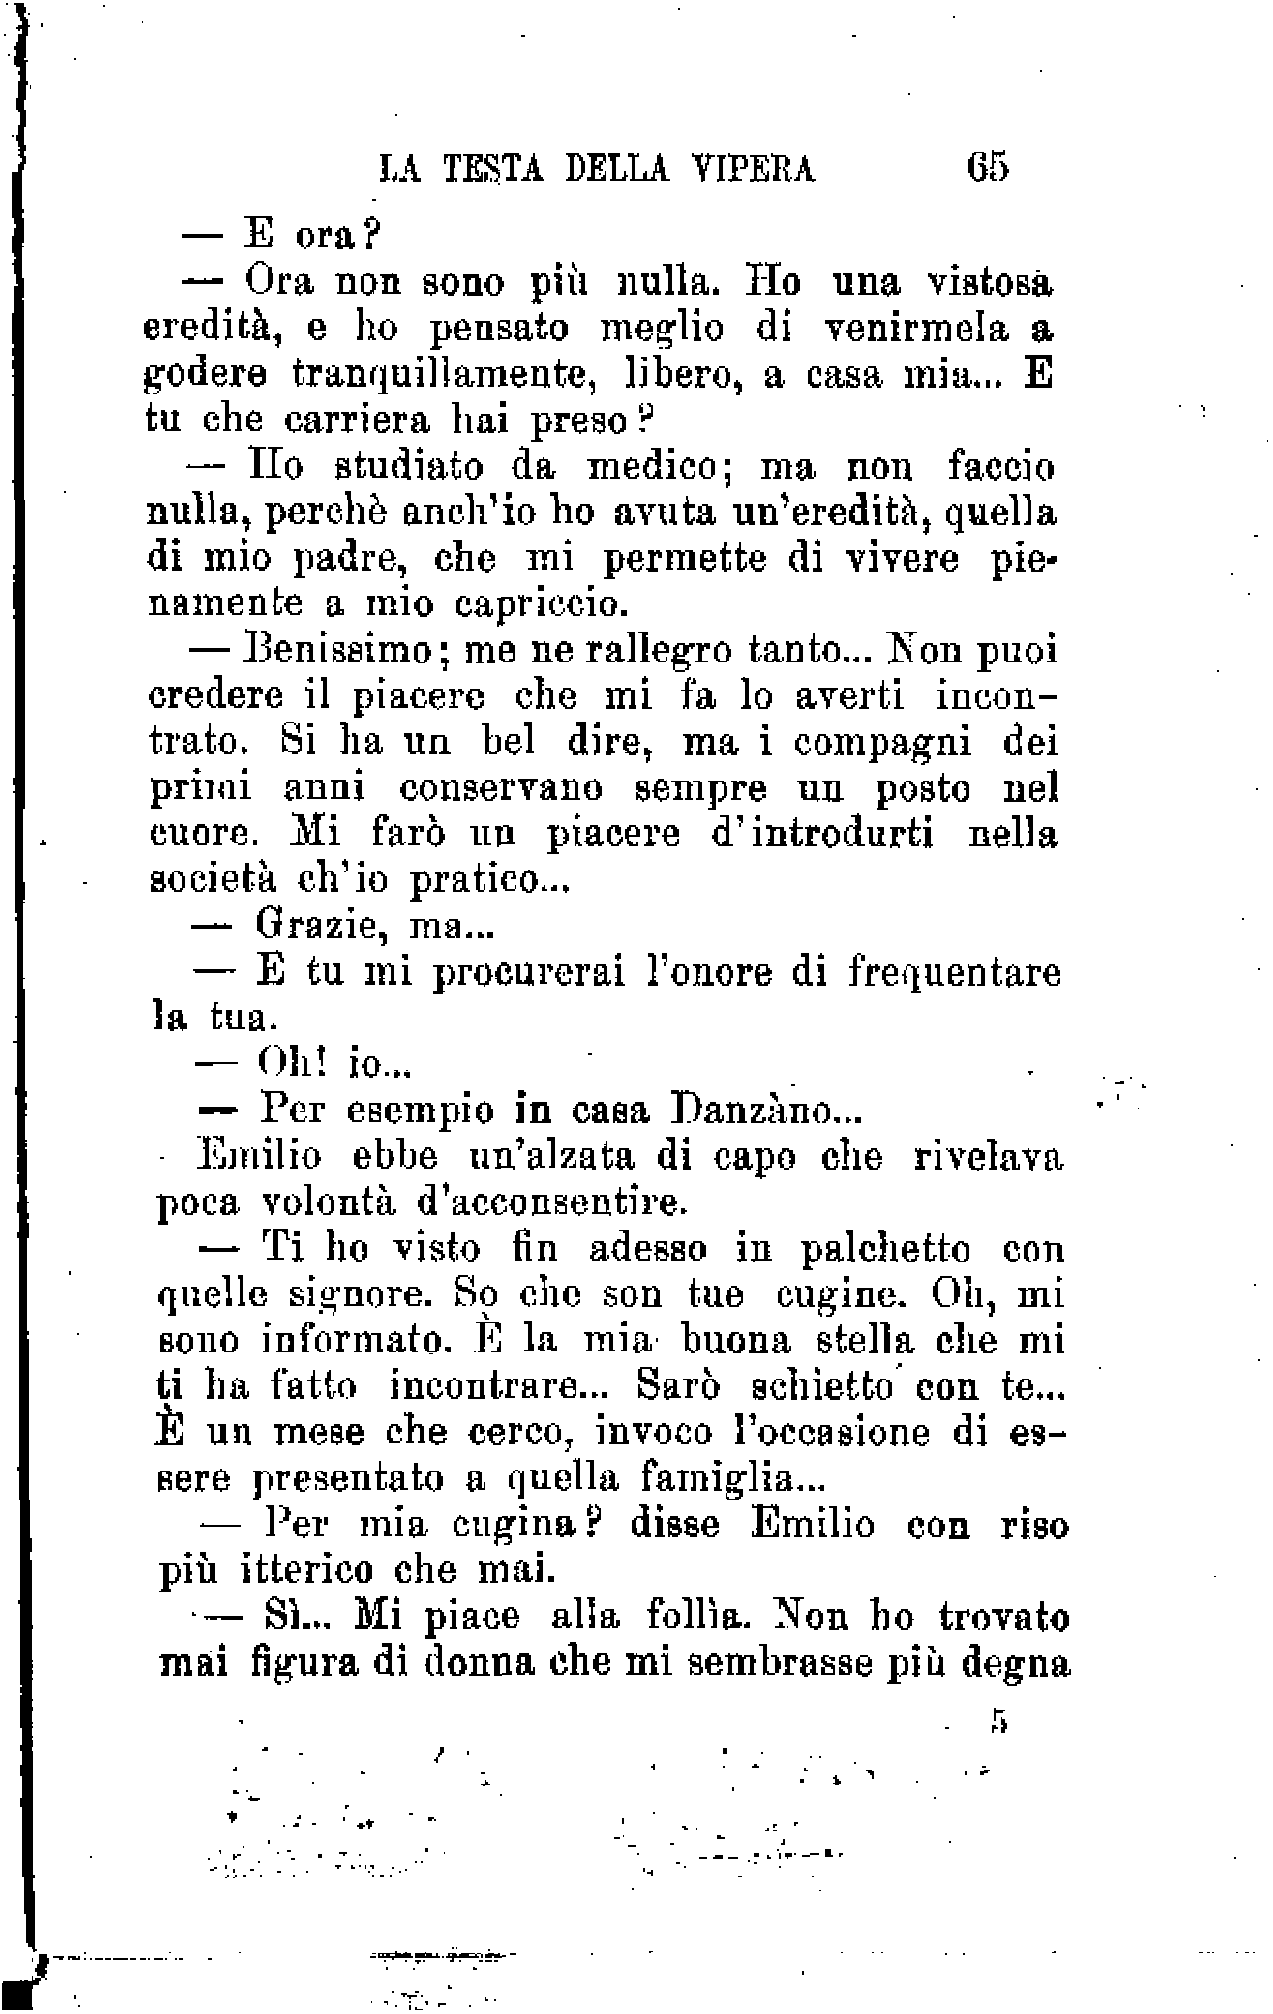 LA TESTA DELLA VIPERA 65
— E ora?
— Ora non sono più nulla. Ho una vistosa
eredità, e ho pensato meglio di venirmela a
godere tranquillamente, libero, a casa mia... E
tu che carriera hai preso?
— Ho studiato da medico; ma non faccio
nulla, perchè anch'io ho avuta un'eredità, quella
di mio padre, che mi permette di vivere pie-
namente a mio capriccio.
— Benissimo; me ne rallegro tanto... Non puoi
credere il piacere che mi fa lo averti incon-
trato. Si ha un bel dire, ma i compagni dei
primi anni conservano sempre un posto nel
cuore. Mi farò un piacere d'introdurti nella
società ch'io pratico...
— Grazie, ma...
— E tu mi procurerai l'onore di frequentare
la tua.
— Oh! io...
— Per esempio in casa Danzàno...
Emilio ebbe un'alzata di capo che rivelava
poca volontà d'acconsentire.
— Ti ho visto fin adesso in palchetto con
quelle signore. So che son tue cugine. Oh, mi
sono informato. È la mia buona stella che mi
ti ha fatto incontrare... Sarò schietto con te...
È un mese che cerco, invoco l'occasione di es-
sere presentato a quella famiglia...
— Per mia cugina? disse Emilio con riso
più itterico che mai.
— Sì... Mi piace alla follìa. Non ho trovato
mai figura di donna che mi sembrasse più degna
5